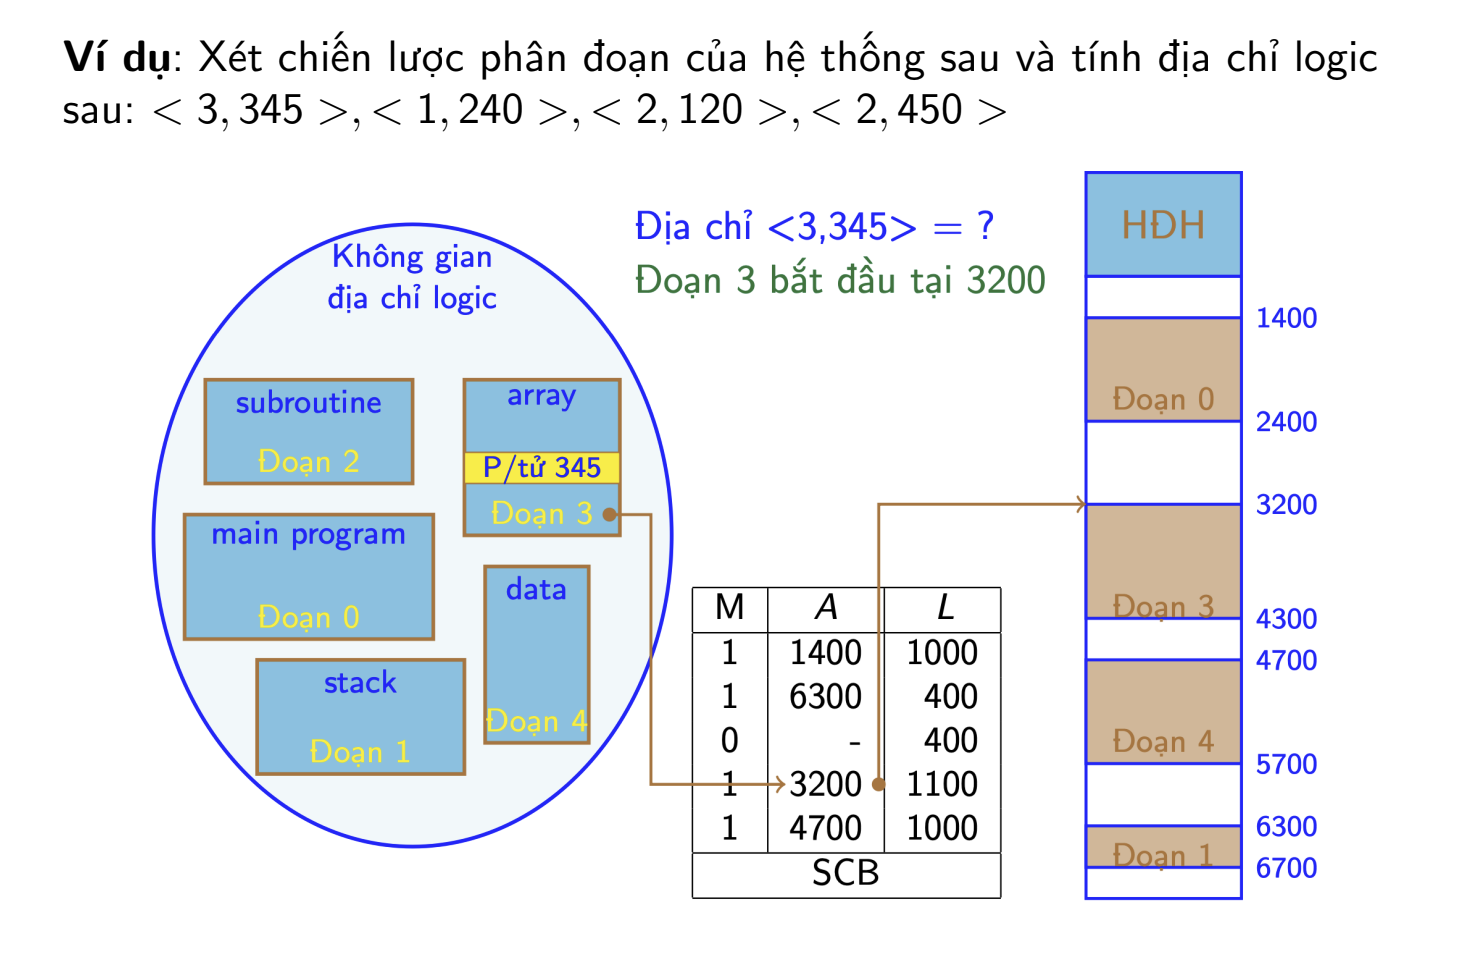 Ví dụ: Xét chiến lược phân đoạn của hệ thống sau và tính địa chỉ logic
sau: < 3, 345 >, < 1, 240 >, < 2, 120 >, < 2, 450 >
Địa chỉ <3,345> = ?
Đoạn 3 bắt đầu tại 3200
Không gian
địa chỉ logic
subroutine
Đoạn 2
array
P/tử 345
Đoạn 3
main program
Đoạn 0
data
Đoạn 4
stack
Đoạn 1
M A L
1 1400 1000
1 6300 400
0 - 400
1 3200 1100
1 4700 1000
SCB
HĐH
1400
Đoạn 0
2400
3200
Đoạn 3
4300
4700
Đoạn 4
5700
6300
Đoạn 1
6700